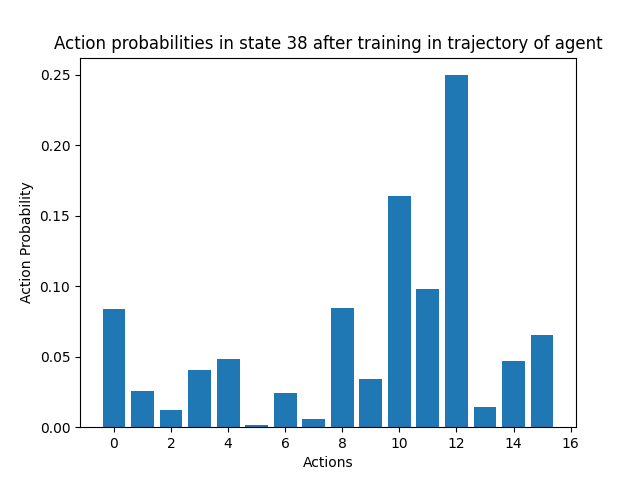 Action probabilities in state 38 after training in trajectory of agent
0.25
0.20
0.15
0.10
0.05
0.00
Action Probability
0 2 4 6 8 10 12 14 16
Actions